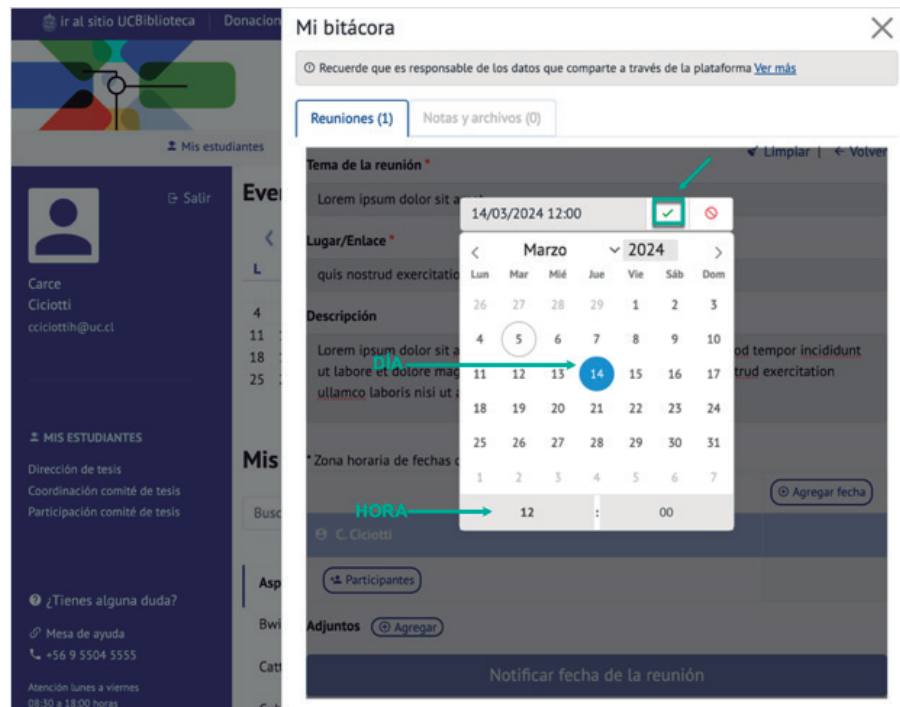 ir al sitio UCBiblioteca
Donacion
Mis estudiantes
Salir
Carce
Ciciotti
cciciottih@uc.cl
MIS ESTUDIANTES
Dirección de tesis
Coordinación comité de tesis
Participación comité de tesis
¿Tienes alguna duda?
Mesa de ayuda
+56 9 5504 5555
Atención lunes a viernes
08:30 a 18:00 horas
Eve
L
4
11
18
25
Mis
Busc
Asp
Bwi
Catt
Mi bitácora
Recuerde que es responsable de los datos que comparte a través de la plataforma Ver más
Reuniones (1) Notas y archivos (0)
Limpiar | Volver
Tema de la reunión *
Lorem ipsum dolor sit a
Lugar/Enlace *
quis nostrud exercitatio
Descripción
Lorem ipsum dolor sit a od tempor incididunt
ut labore et dolore mag trud exercitation
ullamco laboris nisi ut a
DÍA
14/03/2024 12:00
Marzo 2024
Lun Mar Mié Jue Vie Sáb Dom
26 27 28 29 1 2 3
4 5 6 7 8 9 10
11 12 13 14 15 16 17
18 19 20 21 22 23 24
25 26 27 28 29 30 31
1 2 3 4 5 6 7
12 : 00
* Zona horaria de fechas
Agregar fecha
HORA
C. Ciciotti
Participantes
Adjuntos Agregar
Notificar fecha de la reunión